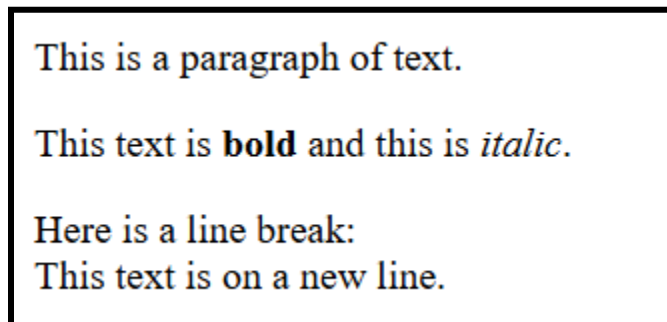 This is a paragraph of text.
This text is bold and this is italic.
Here is a line break:
This text is on a new line.